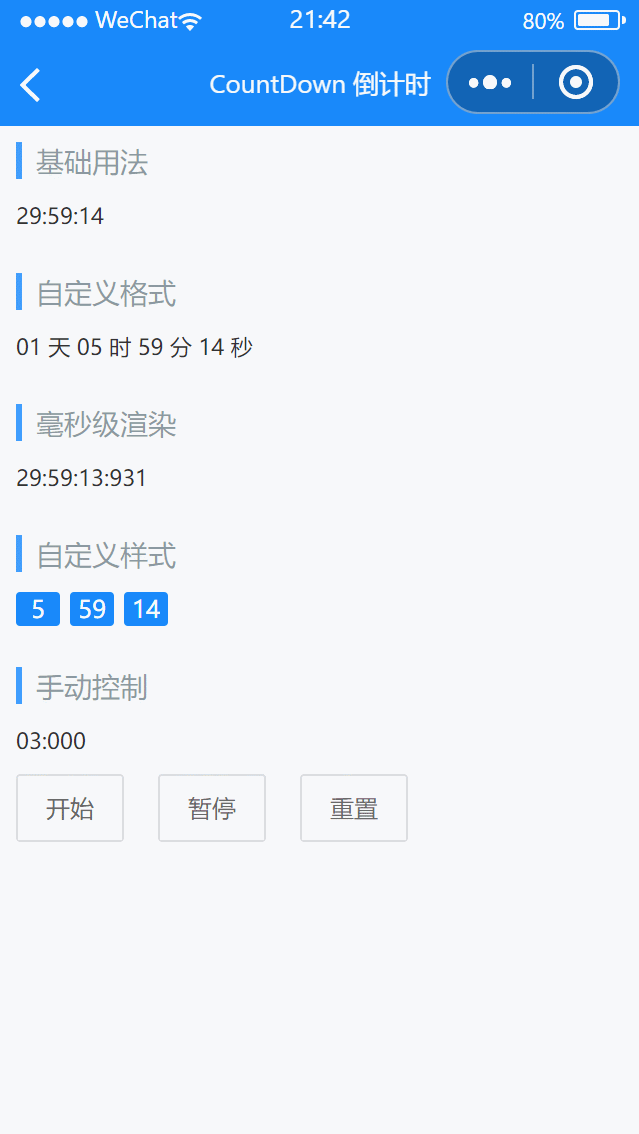 WeChat 21:42 80%
CountDown 倒计时
基础用法
29:59:14
自定义格式
01 天 05 时 59 分 14 秒
毫秒级渲染
29:59:13:931
自定义样式
5 59 14
手动控制
03:000
开始 暂停 重置